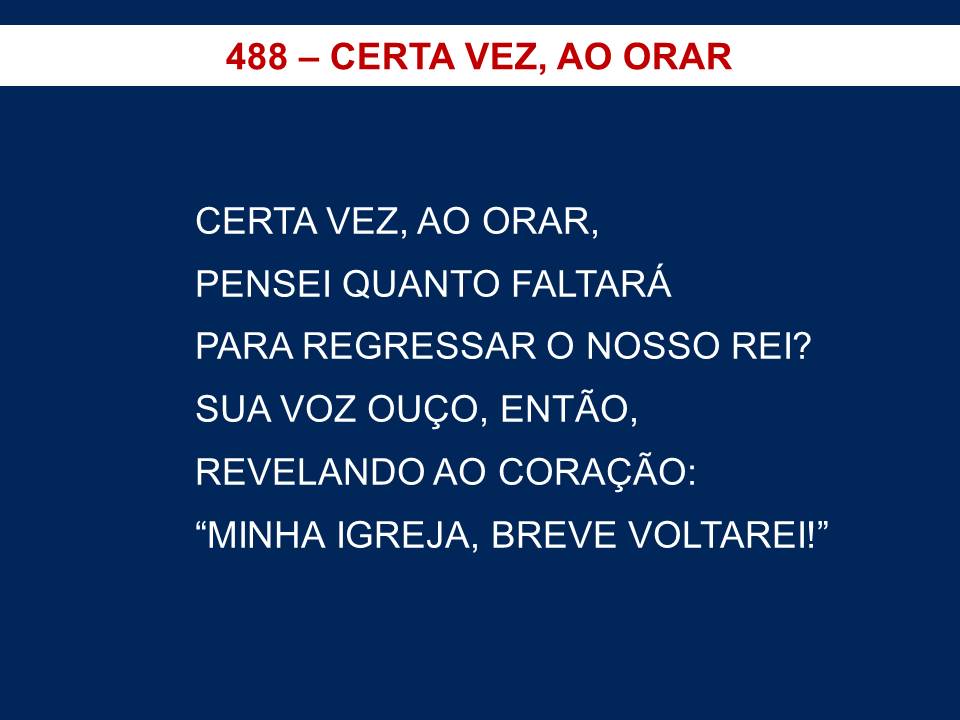 488 – CERTA VEZ, AO ORAR
CERTA VEZ, AO ORAR,
PENSEI QUANTO FALTARÁ
PARA REGRESSAR O NOSSO REI?
SUA VOZ OUÇO, ENTÃO,
REVELANDO AO CORAÇÃO:
“MINHA IGREJA, BREVE VOLTAREI!”